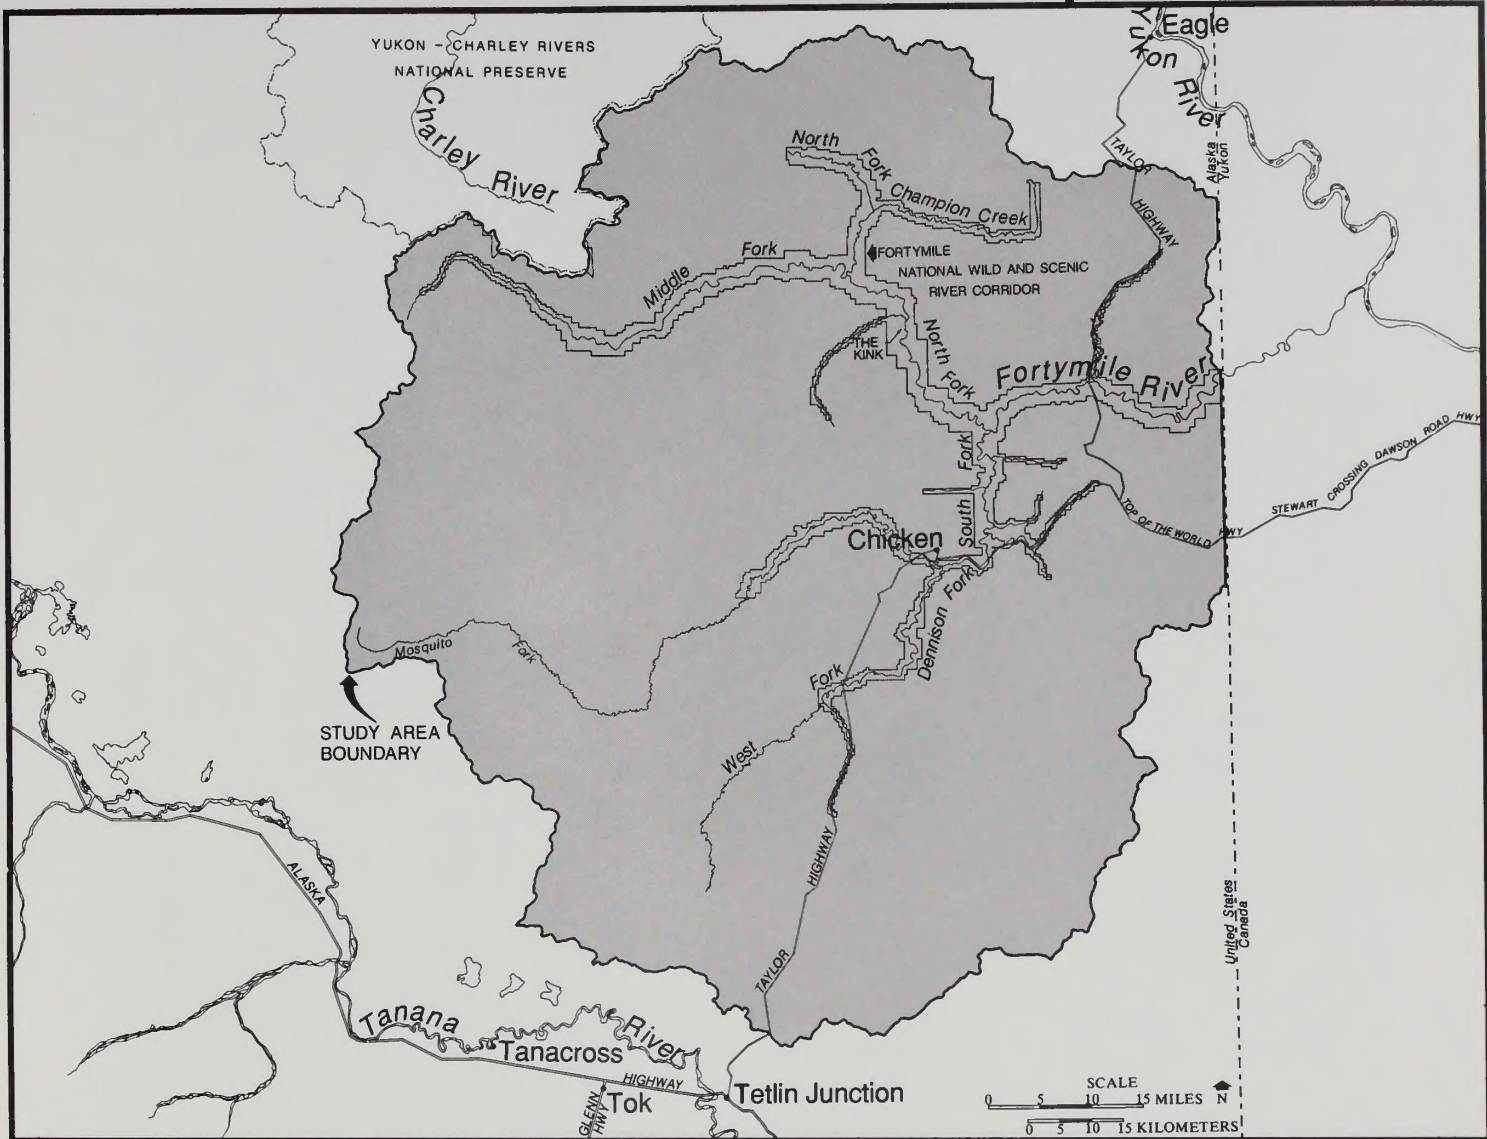 Eagle
YUKON - CHARLEY RIVERS
NATIONAL PRESERVE
Yukon
River
Charley
River
TAYLOR
HIGHWAY
Alaska
Yukon
North
Fork
Champion Creek
FORTYMILE
NATIONAL WILD AND SCENIC
RIVER CORRIDOR
Middle
Fork
THE
KINK
North
Fork
Fortymile River
Fork
South
STEWART CROSSING DAWSON ROAD HWY
TOP OF THE WORLD HWY
Chicken
Dennison
Fork
Mosquito
Fork
Fork
West
STUDY AREA
BOUNDARY
HIGHWAY
TAYLOR
ALASKA
United States
Canada
Tanana
River
Tanacross
HIGHWAY
Tetlin Junction
Tok
GLENN
HWY
SCALE
0 5 10 15 MILES N
0 5 10 15 KILOMETERS